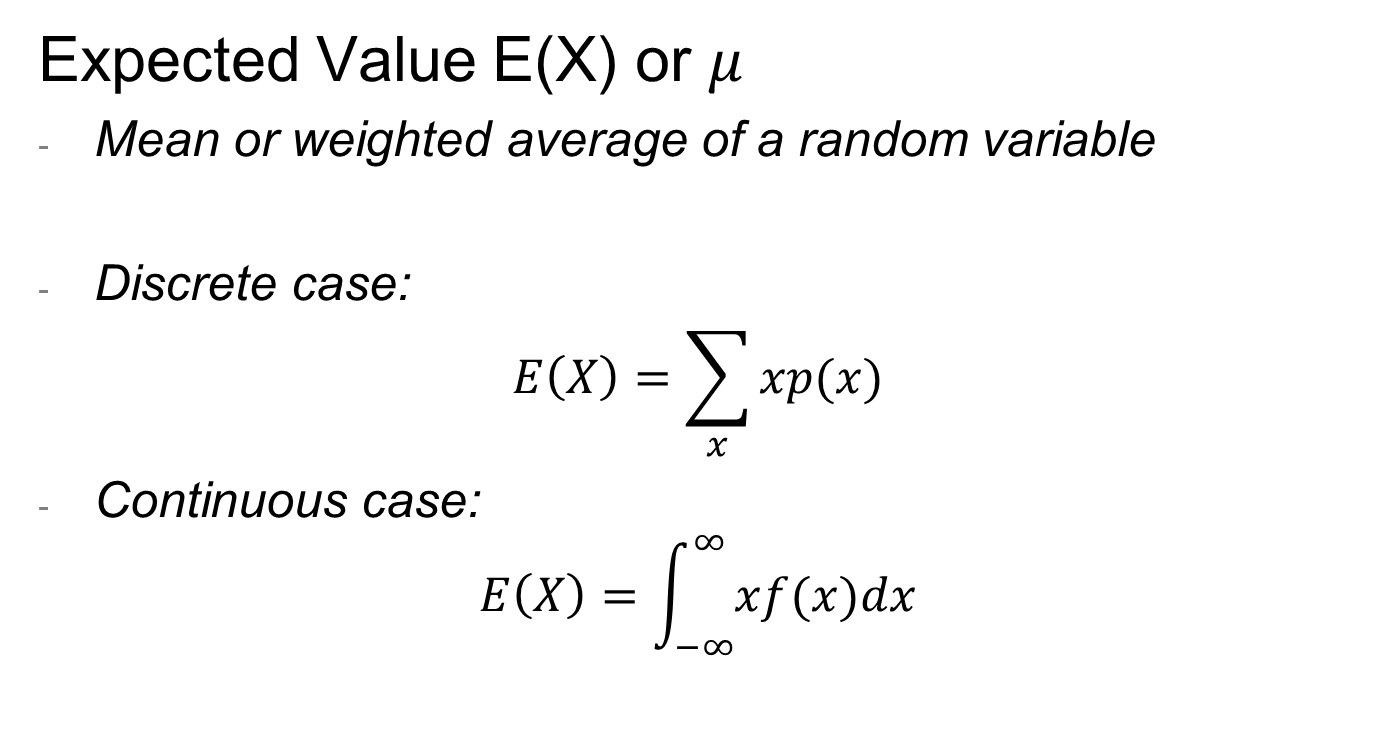 Expected Value E(X) or 𝜇
- Mean or weighted average of a random variable
- Discrete case:
𝐸(𝑋) = ∑ 𝑥𝑝(𝑥)
𝑥
- Continuous case:
𝐸(𝑋) = ∫_{−∞}^{∞} 𝑥𝑓(𝑥)𝑑𝑥